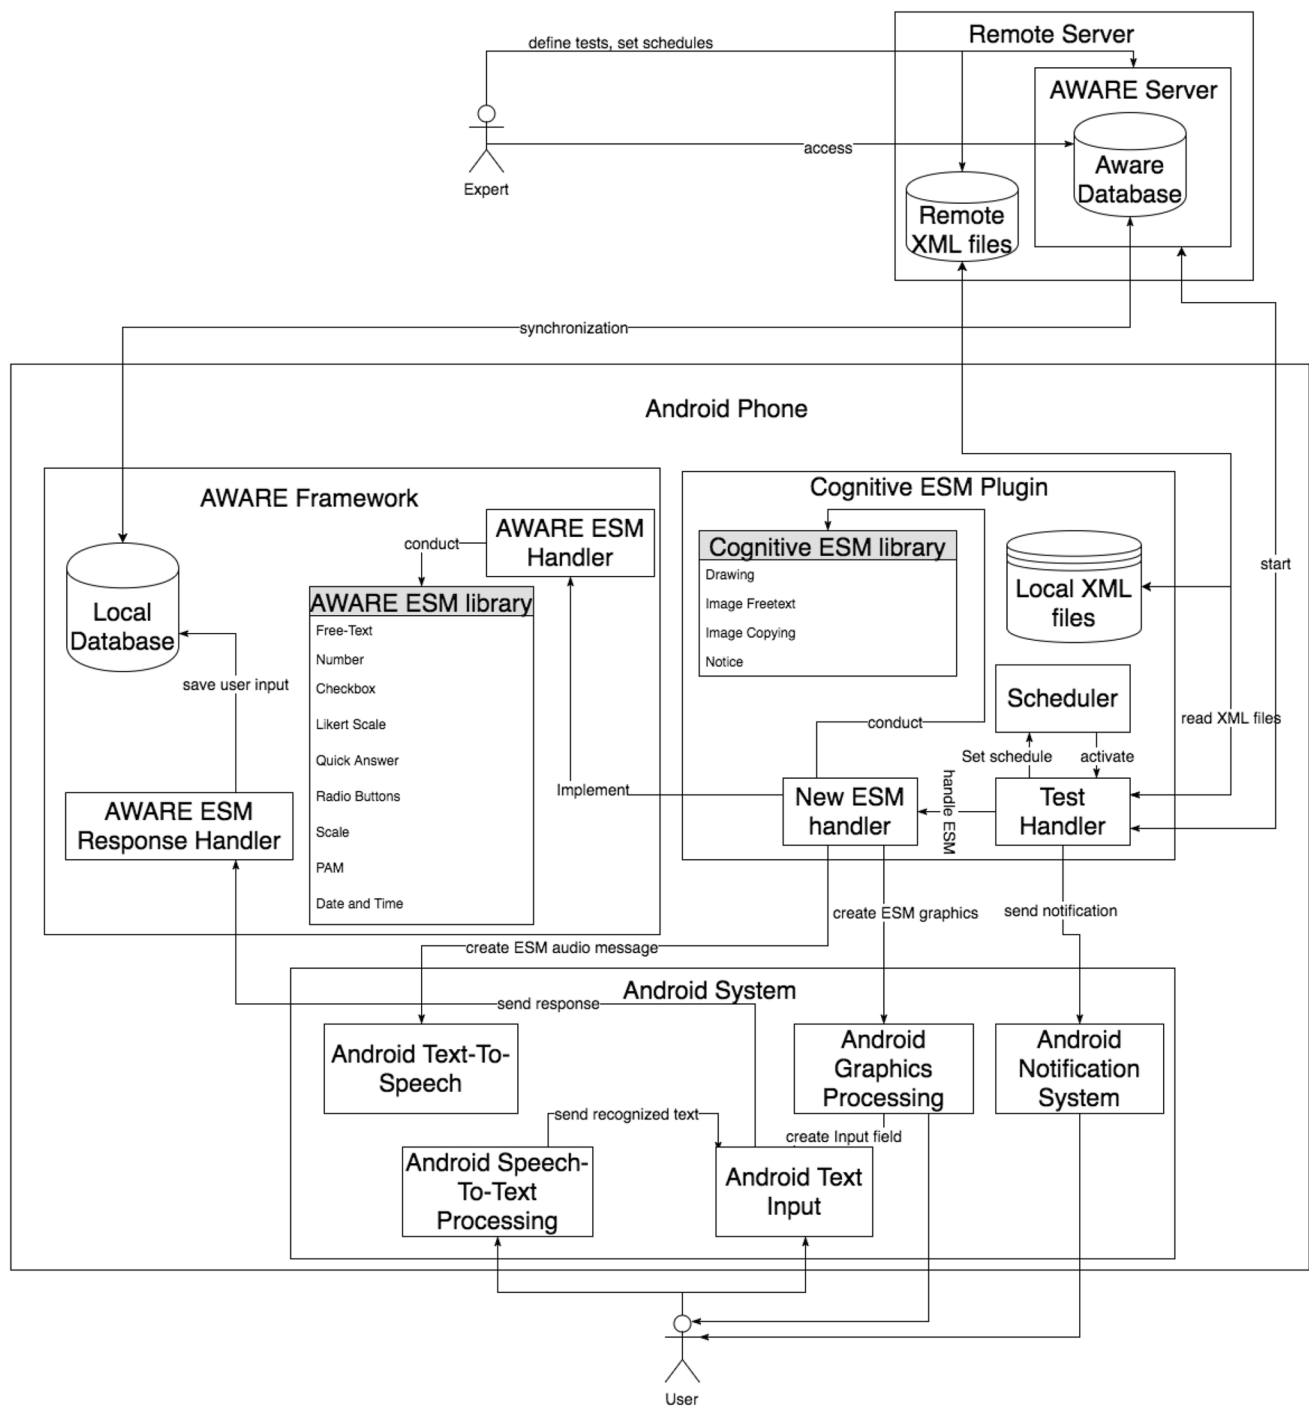 Remote Server
define tests, set schedules
AWARE Server
access
Aware
Database
Expert
Remote
XML files
synchronization
Android Phone
AWARE Framework
Cognitive ESM Plugin
AWARE ESM
Handler
conduct
Cognitive ESM library
Drawing
Image Freetext
Image Copying
Notice
Local XML
files
start
Local
Database
AWARE ESM library
Free-Text
Number
Checkbox
Likert Scale
Quick Answer
Radio Buttons
Scale
PAM
Date and Time
save user input
Scheduler
conduct
read XML files
Set schedule
activate
Implement
New ESM
handler
handle ESM
Test
Handler
AWARE ESM
Response Handler
create ESM graphics
send notification
create ESM audio message
Android System
send response
Android Text-To-
Speech
Android
Graphics
Processing
Android
Notification
System
send recognized text
create Input field
Android Speech-
To-Text
Processing
Android Text
Input
User